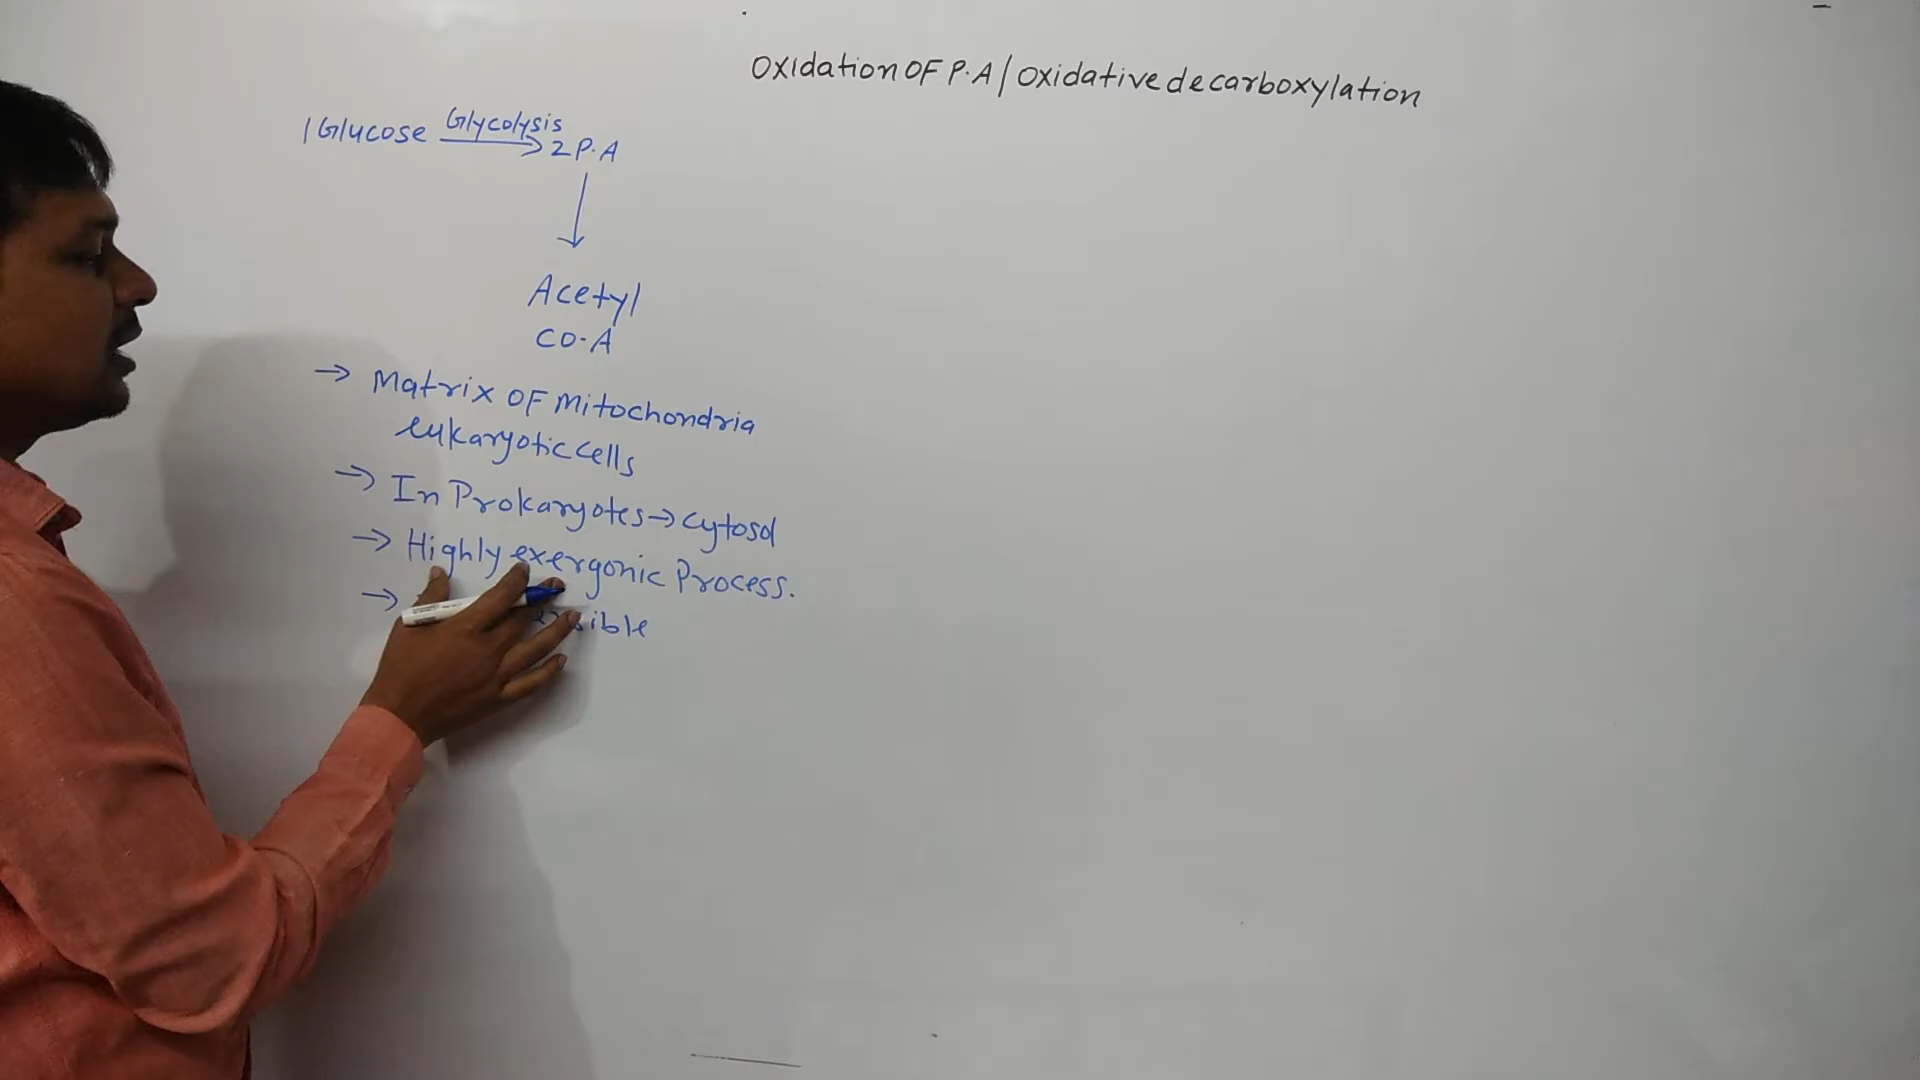 Oxidation OF P.A / Oxidative decarboxylation
1 Glucose Glycolysis → 2 P.A
↓
Acetyl
CO.A
→ Matrix OF Mitochondria
eukaryotic cells
→ In Prokaryotes → Cytosol
→ Highly exergonic Process.
→